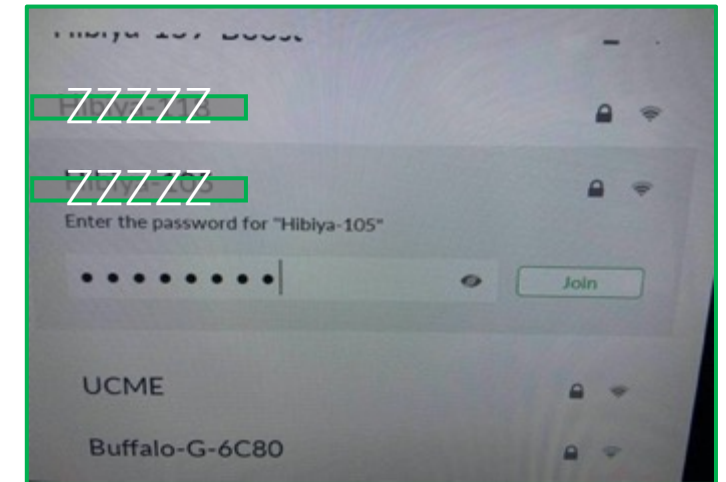 ZZZZZ
ZZZZZ
Enter the password for "Hibiya-105"
Join
UCME
Buffalo-G-6C80